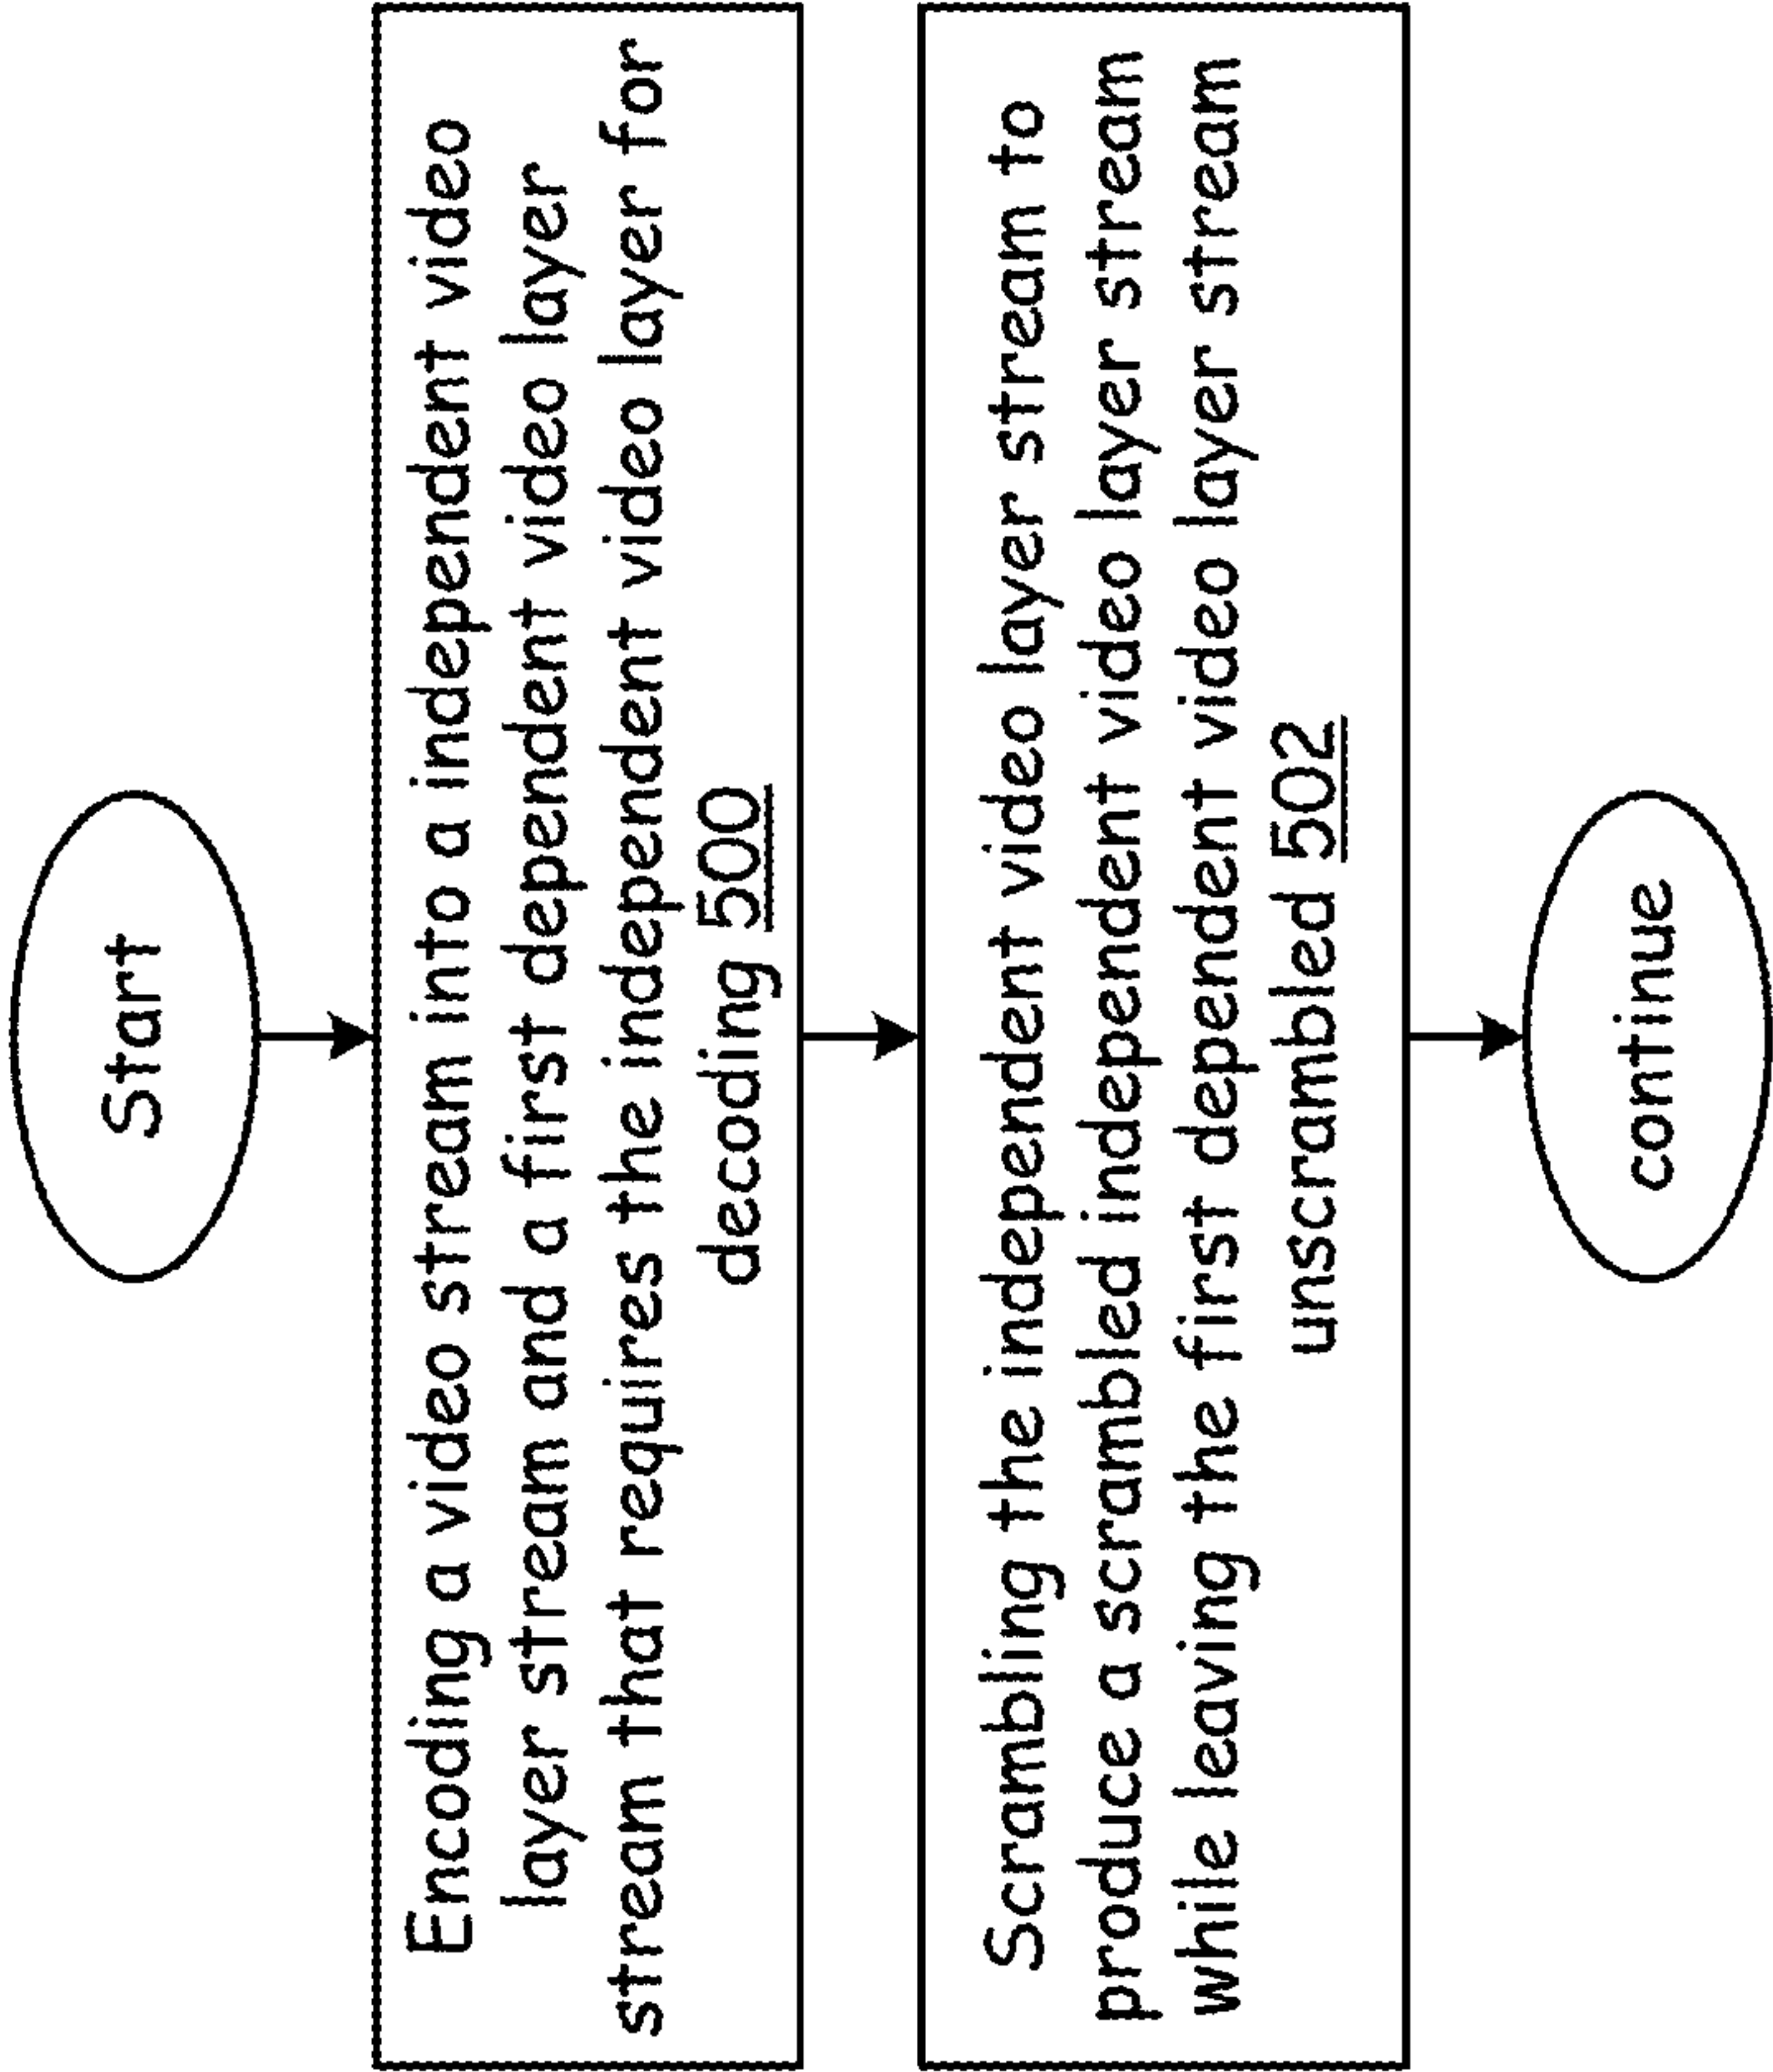 Start
Encoding a video stream into a independent video
layer stream and a first dependent video layer
stream that requires the independent video layer for
decoding 500
Scrambling the independent video layer stream to
produce a scrambled independent video layer stream
while leaving the first dependent video layer stream
unscrambled 502
continue